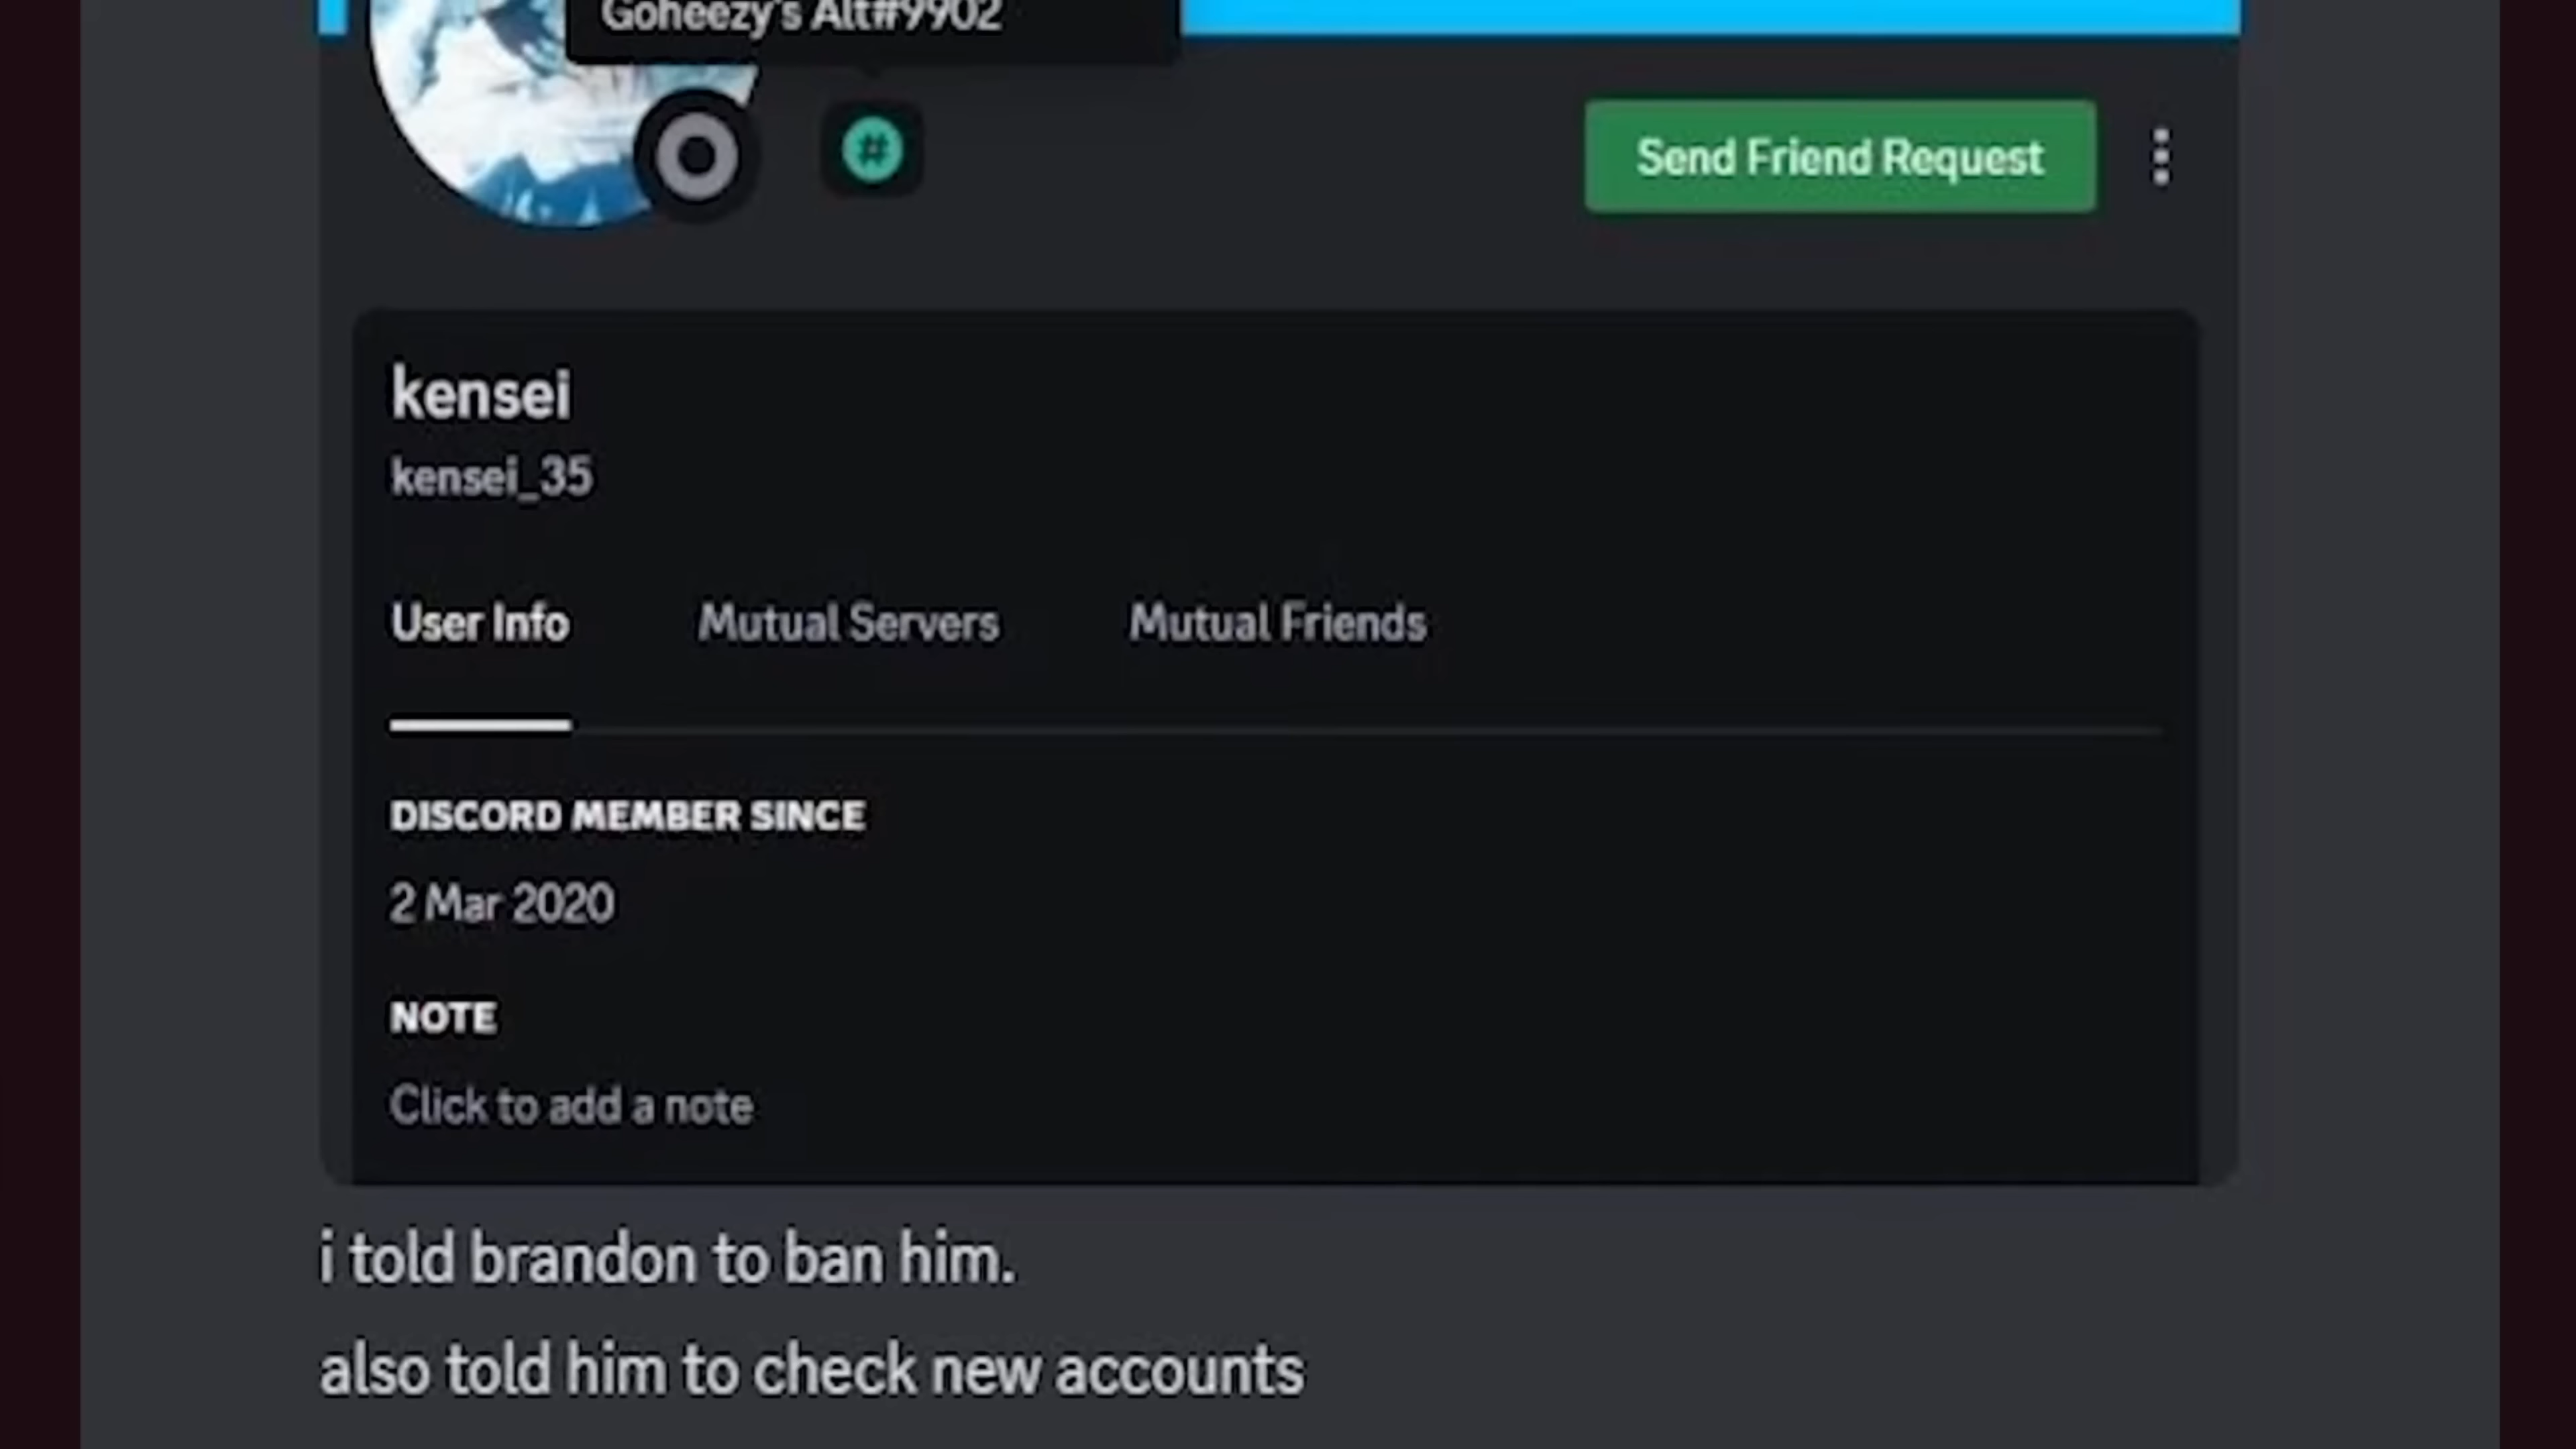 Goheezy's Alt#9902
#
Send Friend Request
kensei
kensei_35
User Info Mutual Servers Mutual Friends
DISCORD MEMBER SINCE
2 Mar 2020
NOTE
Click to add a note
i told brandon to ban him.
also told him to check new accounts